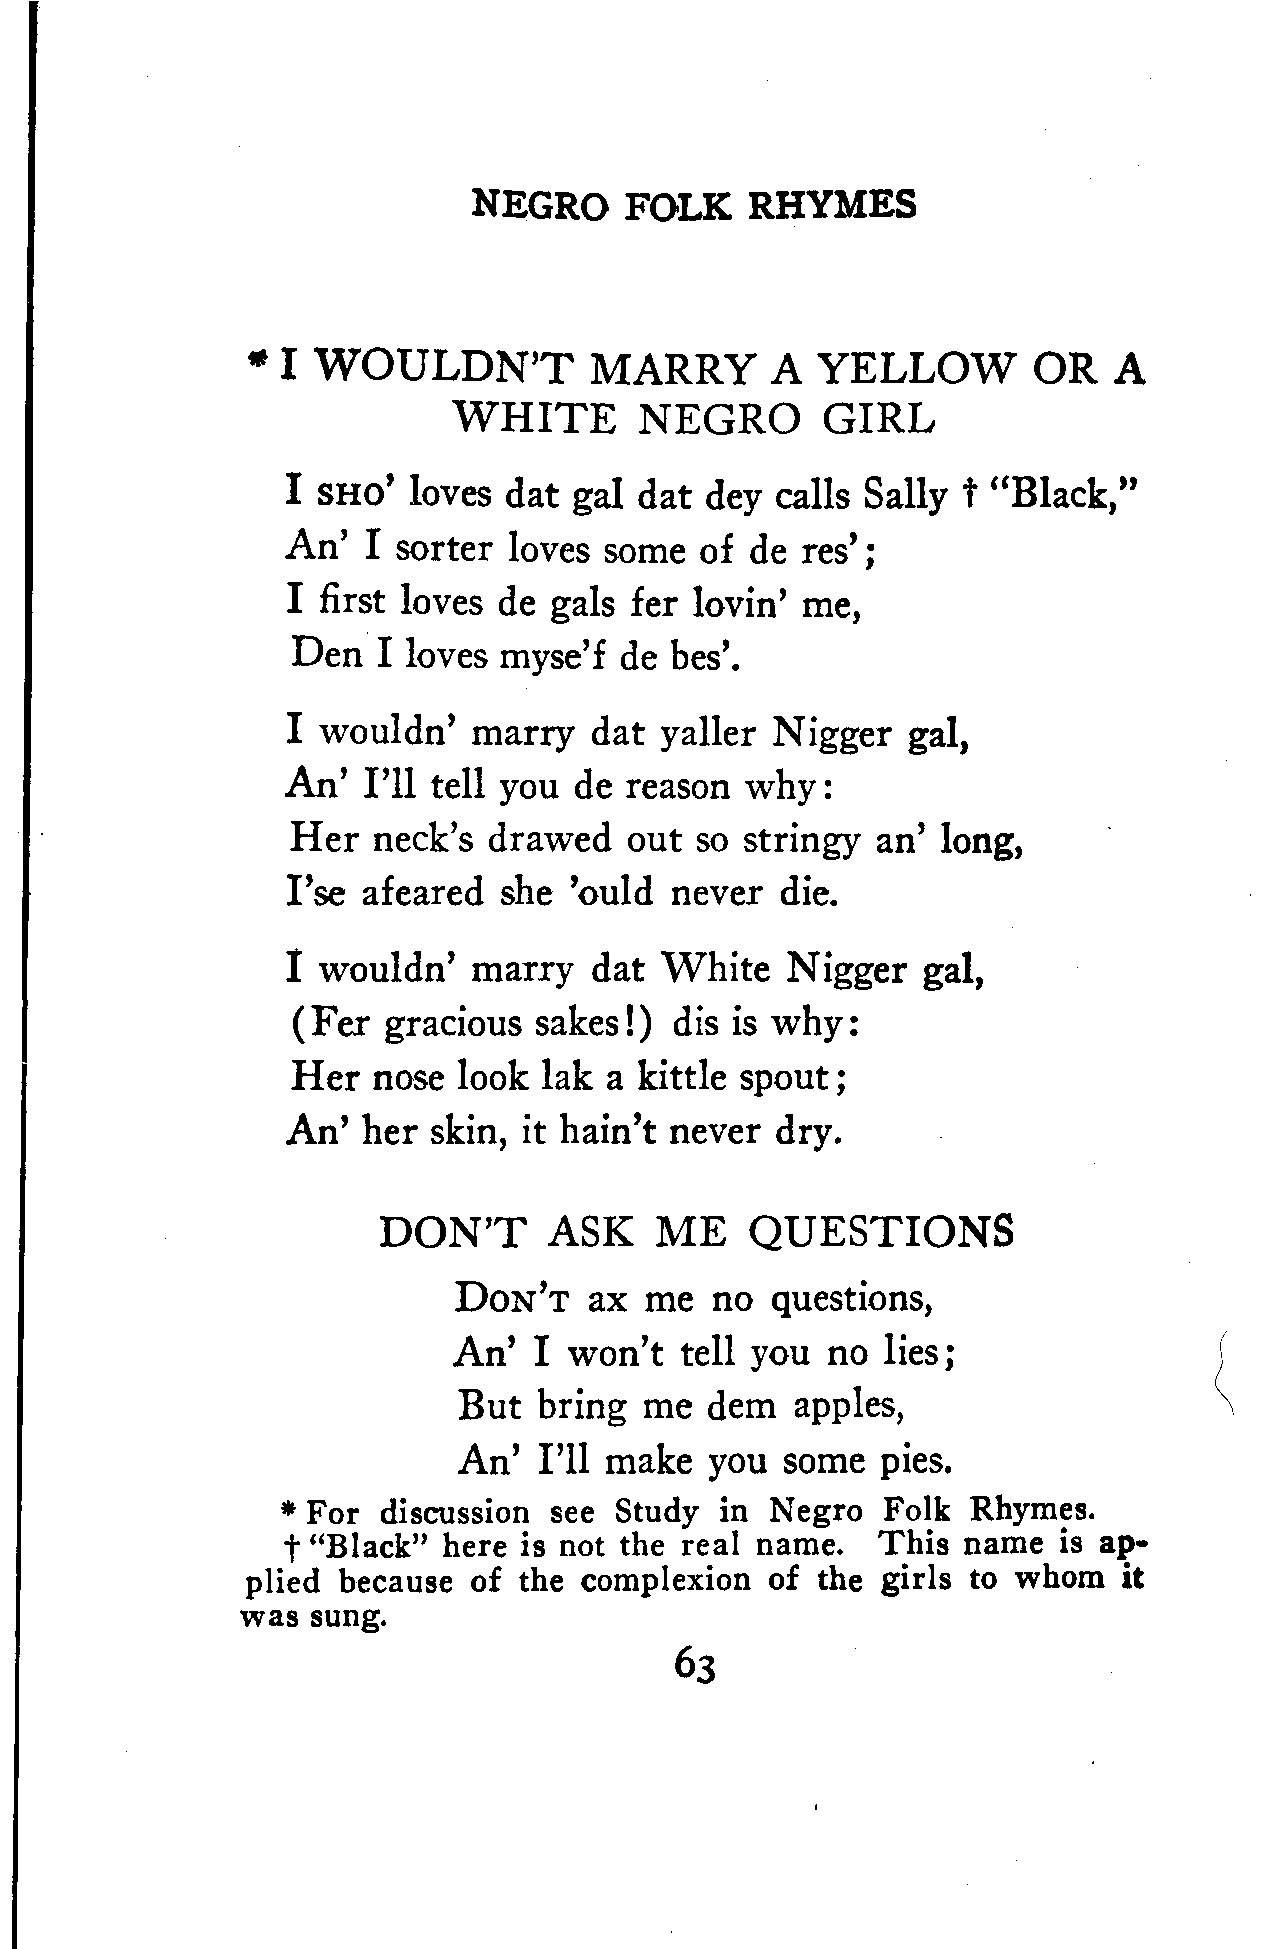 NEGRO FOLK RHYMES
* I WOULDN'T MARRY A YELLOW OR A
WHITE NEGRO GIRL
I SHO' loves dat gal dat dey calls Sally † "Black,"
An' I sorter loves some of de res';
I first loves de gals fer lovin' me,
Den I loves myse'f de bes'.
I wouldn' marry dat yaller Nigger gal,
An' I'll tell you de reason why:
Her neck's drawed out so stringy an' long,
I'se afeared she 'ould never die.
I wouldn' marry dat White Nigger gal,
(Fer gracious sakes!) dis is why:
Her nose look lak a kittle spout;
An' her skin, it hain't never dry.
DON'T ASK ME QUESTIONS
DON'T ax me no questions,
An' I won't tell you no lies;
But bring me dem apples,
An' I'll make you some pies.
* For discussion see Study in Negro Folk Rhymes.
† "Black" here is not the real name. This name is ap-
plied because of the complexion of the girls to whom it
was sung.
63